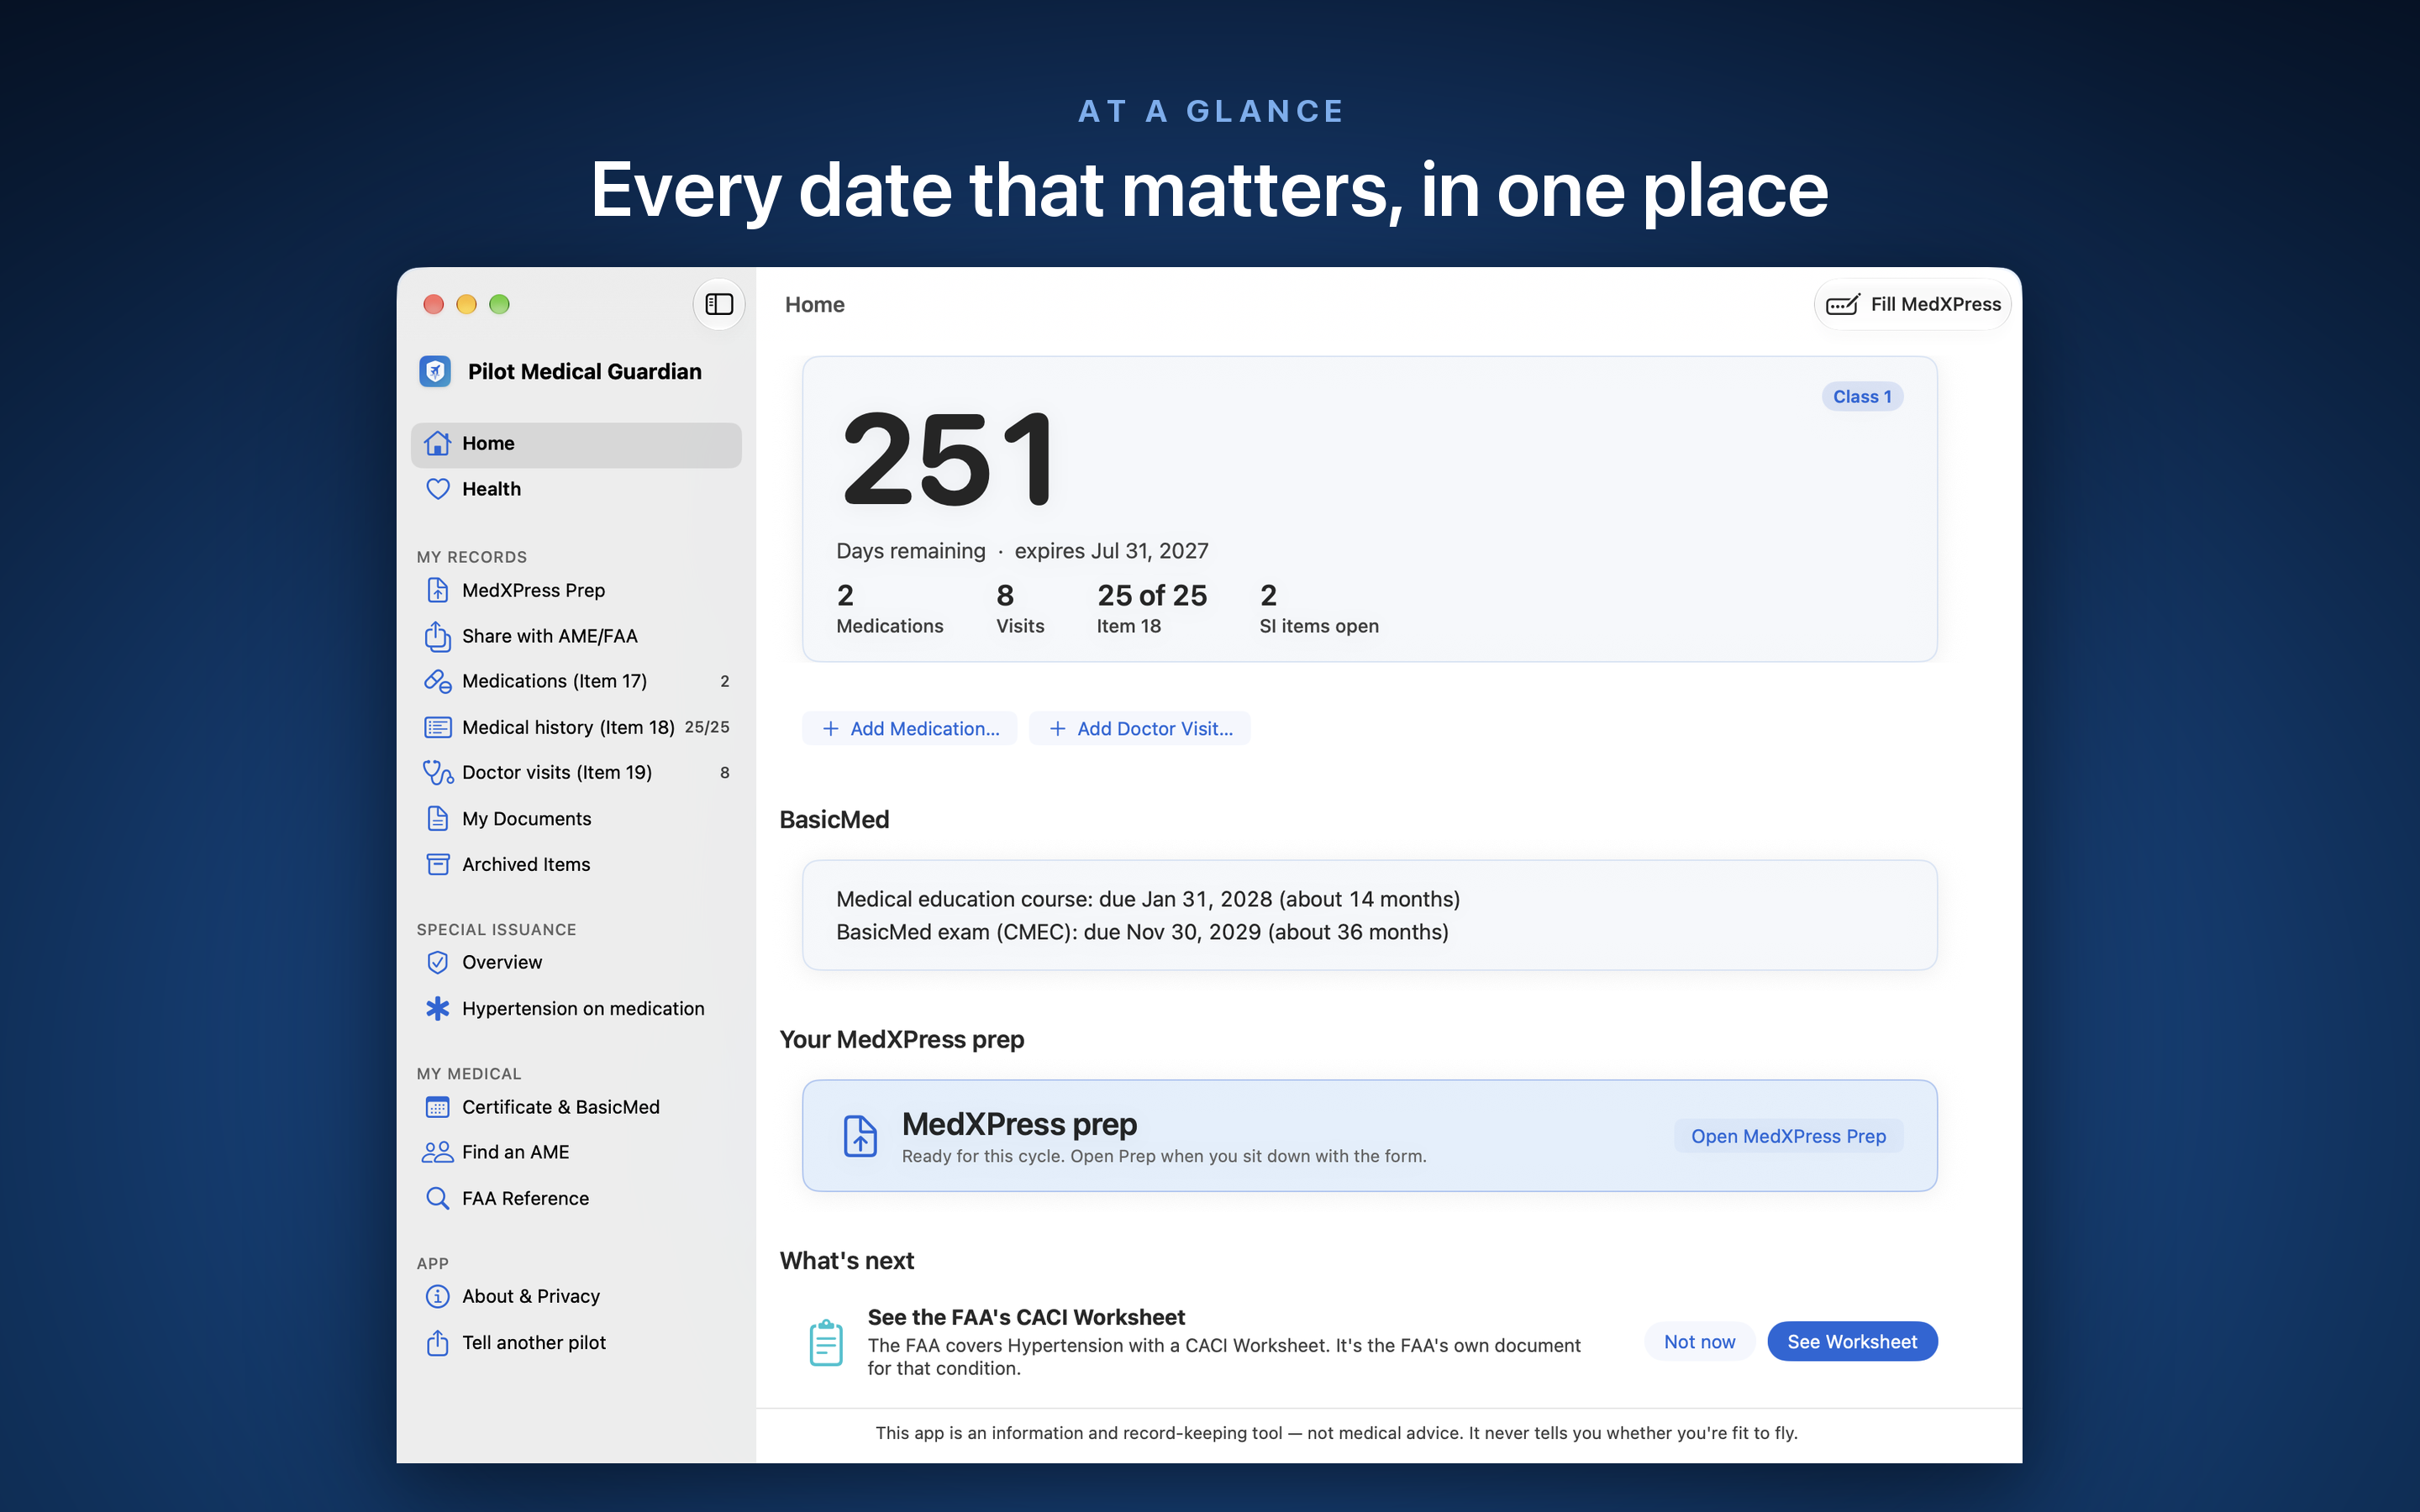 AT A GLANCE
Every date that matters, in one place
Home
Fill MedXPress
Pilot Medical Guardian
Home
Health
MY RECORDS
MedXPress Prep
Share with AME/FAA
Medications (Item 17) 2
Medical history (Item 18) 25/25
Doctor visits (Item 19) 8
My Documents
Archived Items
SPECIAL ISSUANCE
Overview
Hypertension on medication
MY MEDICAL
Certificate & BasicMed
Find an AME
FAA Reference
APP
About & Privacy
Tell another pilot
Class 1
251
Days remaining · expires Jul 31, 2027
2 8 25 of 25 2
Medications Visits Item 18 SI items open
+ Add Medication... + Add Doctor Visit...
BasicMed
Medical education course: due Jan 31, 2028 (about 14 months)
BasicMed exam (CMEC): due Nov 30, 2029 (about 36 months)
Your MedXPress prep
MedXPress prep
Ready for this cycle. Open Prep when you sit down with the form.
Open MedXPress Prep
What's next
See the FAA's CACI Worksheet
The FAA covers Hypertension with a CACI Worksheet. It's the FAA's own document
for that condition.
Not now See Worksheet
This app is an information and record-keeping tool — not medical advice. It never tells you whether you're fit to fly.